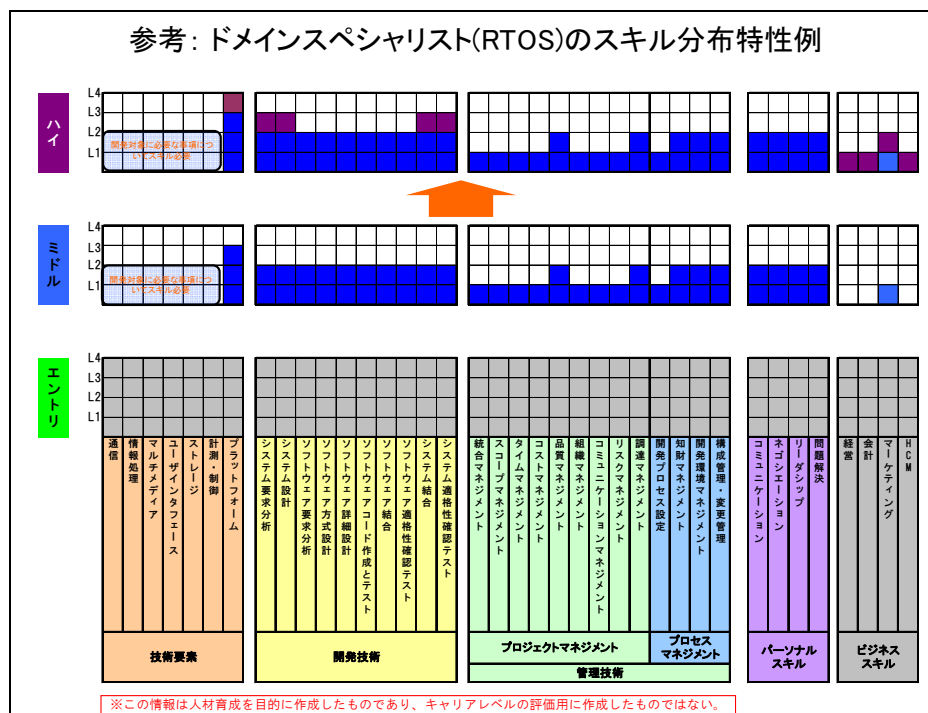 参考：ドメインスペシャリスト(RTOS)のスキル分布特性例
ハイ
L4
L3
L2
L1
開発対象に必要な事項につ
いてスキル必要
ミドル
L4
L3
L2
L1
開発対象に必要な事項につ
いてスキル必要
エントリ
L4
L3
L2
L1
通信
情報処理
マルチメディア
ユーザインタフェース
ストレージ
計測・制御
プラットフォーム
システム要求分析
システム設計
ソフトウェア要求分析
ソフトウェア方式設計
ソフトウェア詳細設計
ソフトウェアコード作成とテスト
ソフトウェア結合
ソフトウェア適格性確認テスト
システム結合
システム適格性確認テスト
統合マネジメント
スコープマネジメント
タイムマネジメント
コストマネジメント
品質マネジメント
組織マネジメント
コミュニケーションマネジメント
リスクマネジメント
調達マネジメント
開発プロセス設定
知財マネジメント
開発環境マネジメント
構成管理・変更管理
コミュニケーション
ネゴシエーション
リーダシップ
問題解決
経営
会計
マーケティング
HCM
技術要素
開発技術
プロジェクトマネジメント
プロセス
マネジメント
管理技術
パーソナル
スキル
ビジネス
スキル
※この情報は人材育成を目的に作成したものであり、キャリアレベルの評価用に作成したものではない。